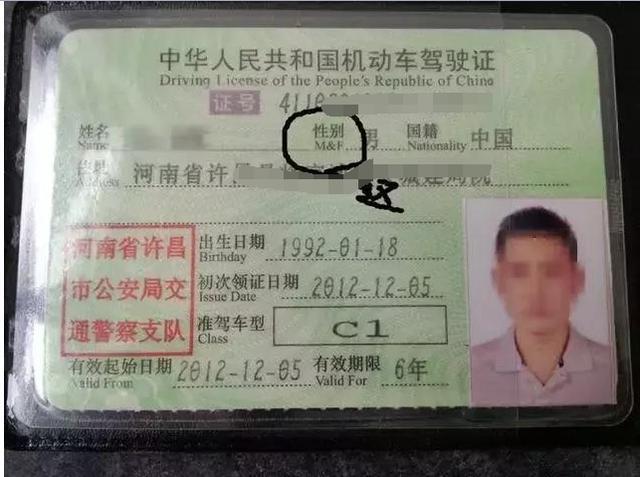 中华人民共和国机动车驾驶证
Driving License of the People's Republic of China
证号 4110
姓名 性别 男 国籍 中国
Name M&F Nationality
住址 河南省许昌
Address
这
河南省许昌
市公安局交
通警察支队
出生日期 1992-01-18
Birthday
初次领证日期 2012-12-05
Issue Date
准驾车型 C1
Class
有效起始日期 2012-12-05 有效期限 6年
Valid From Valid For